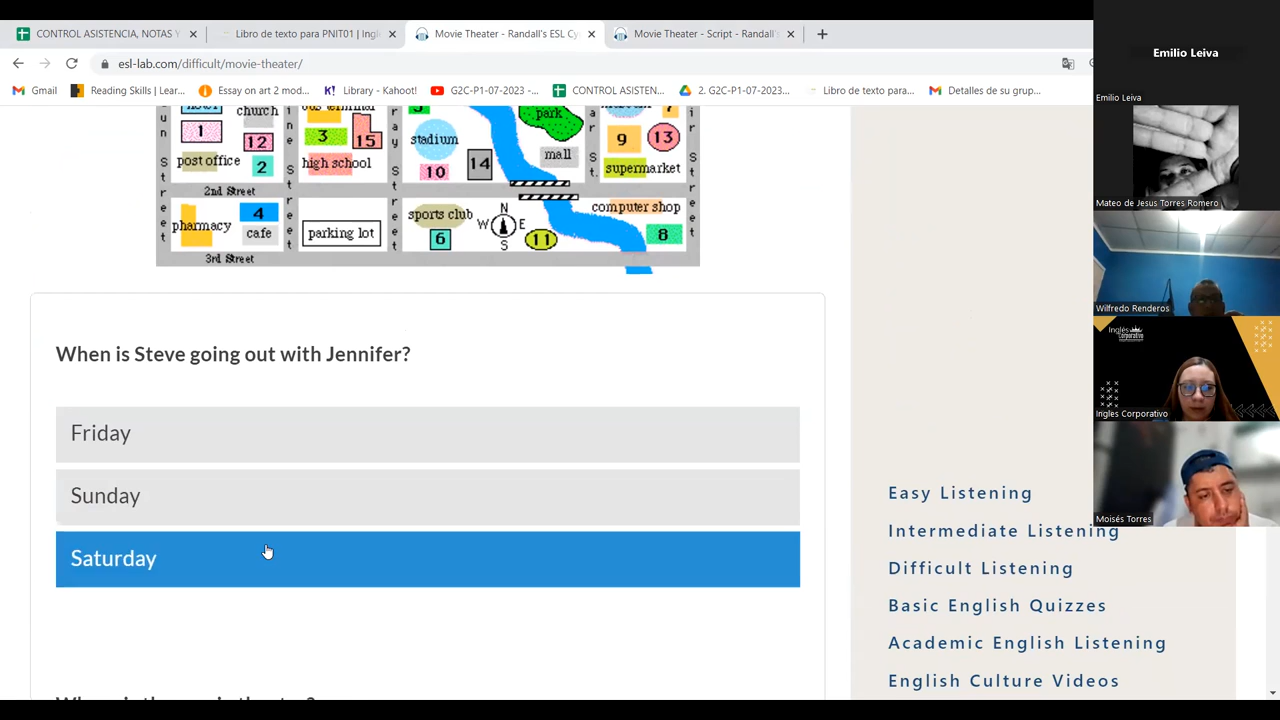 CONTROL ASISTENCIA, NOTAS Y
Libro de texto para PNIT01 | Ingl
Movie Theater - Randall's ESL Cy
Movie Theater - Script - Randall's
esl-lab.com/difficult/movie-theater/
Gmail
Reading Skills | Lear...
Essay on art 2 mod...
Library - Kahoot!
G2C-P1-07-2023 -...
CONTROL ASISTEN...
2. G2C-P1-07-2023...
Libro de texto para...
Detalles de su grup...
church
1
12
post office
2
2nd Street
3
15
high school
stadium
10
14
park
mall
9
13
supermarket
7
pharmacy
4
cafe
parking lot
sports club
6
N
W
E
S
11
computer shop
8
3rd Street
When is Steve going out with Jennifer?
Friday
Sunday
Saturday
Easy Listening
Intermediate Listening
Difficult Listening
Basic English Quizzes
Academic English Listening
English Culture Videos
Emilio Leiva
Emilio Leiva
Mateo de Jesus Torres Romero
Wilfredo Renderos
Inglés
Corporativo
Ingles Corporativo
Moisés Torres